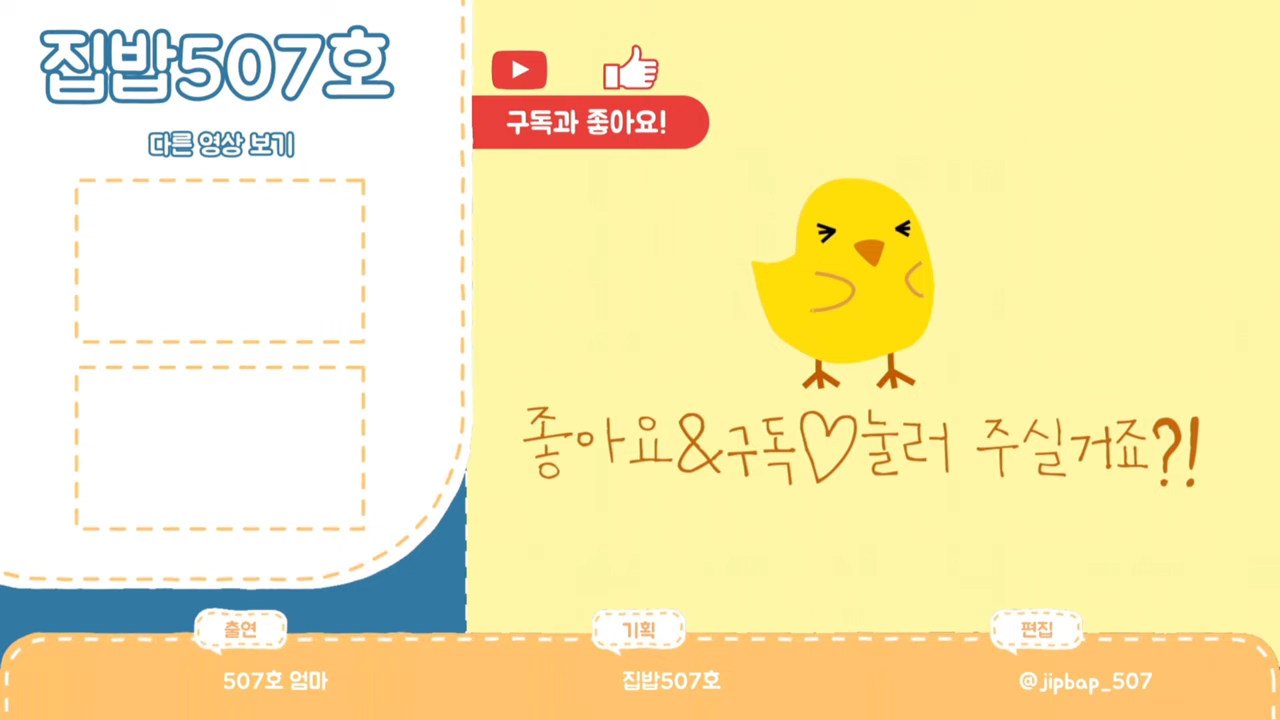 집밥507호
다른 영상 보기
구독과 좋아요!
좋아요&구독♡눌러 주실거죠?!
출연
507호 엄마
기획
집밥507호
편집
@jipbap_507